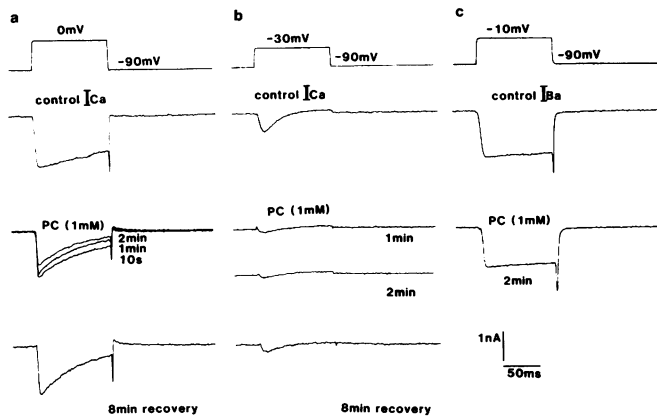 a
b
c
0mV
-90mV
-30mV
-90mV
-10mV
-90mV
control ICa
control ICa
control IBa
PC (1mM)
2min
1min
10s
PC (1mM)
1min
2min
PC (1mM)
2min
1nA
50ms
8min recovery
8min recovery